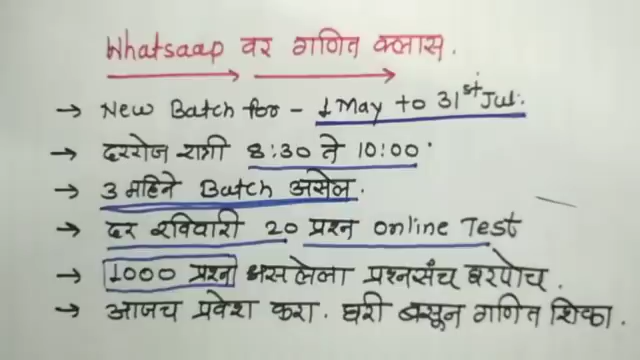 Whatsaap वर गणित क्लास.
→ New Batch for - 1 May to 31st Jul.
→ दररोज रात्री 8:30 ते 10:00
→ 3 महिने Batch असेल.
→ दर रविवारी 20 प्रश्न online Test
→ 1000 प्रश्न असलेला प्रश्नसंच घरपोच.
→ आजच प्रवेश करा. घरी बसून गणित शिका.